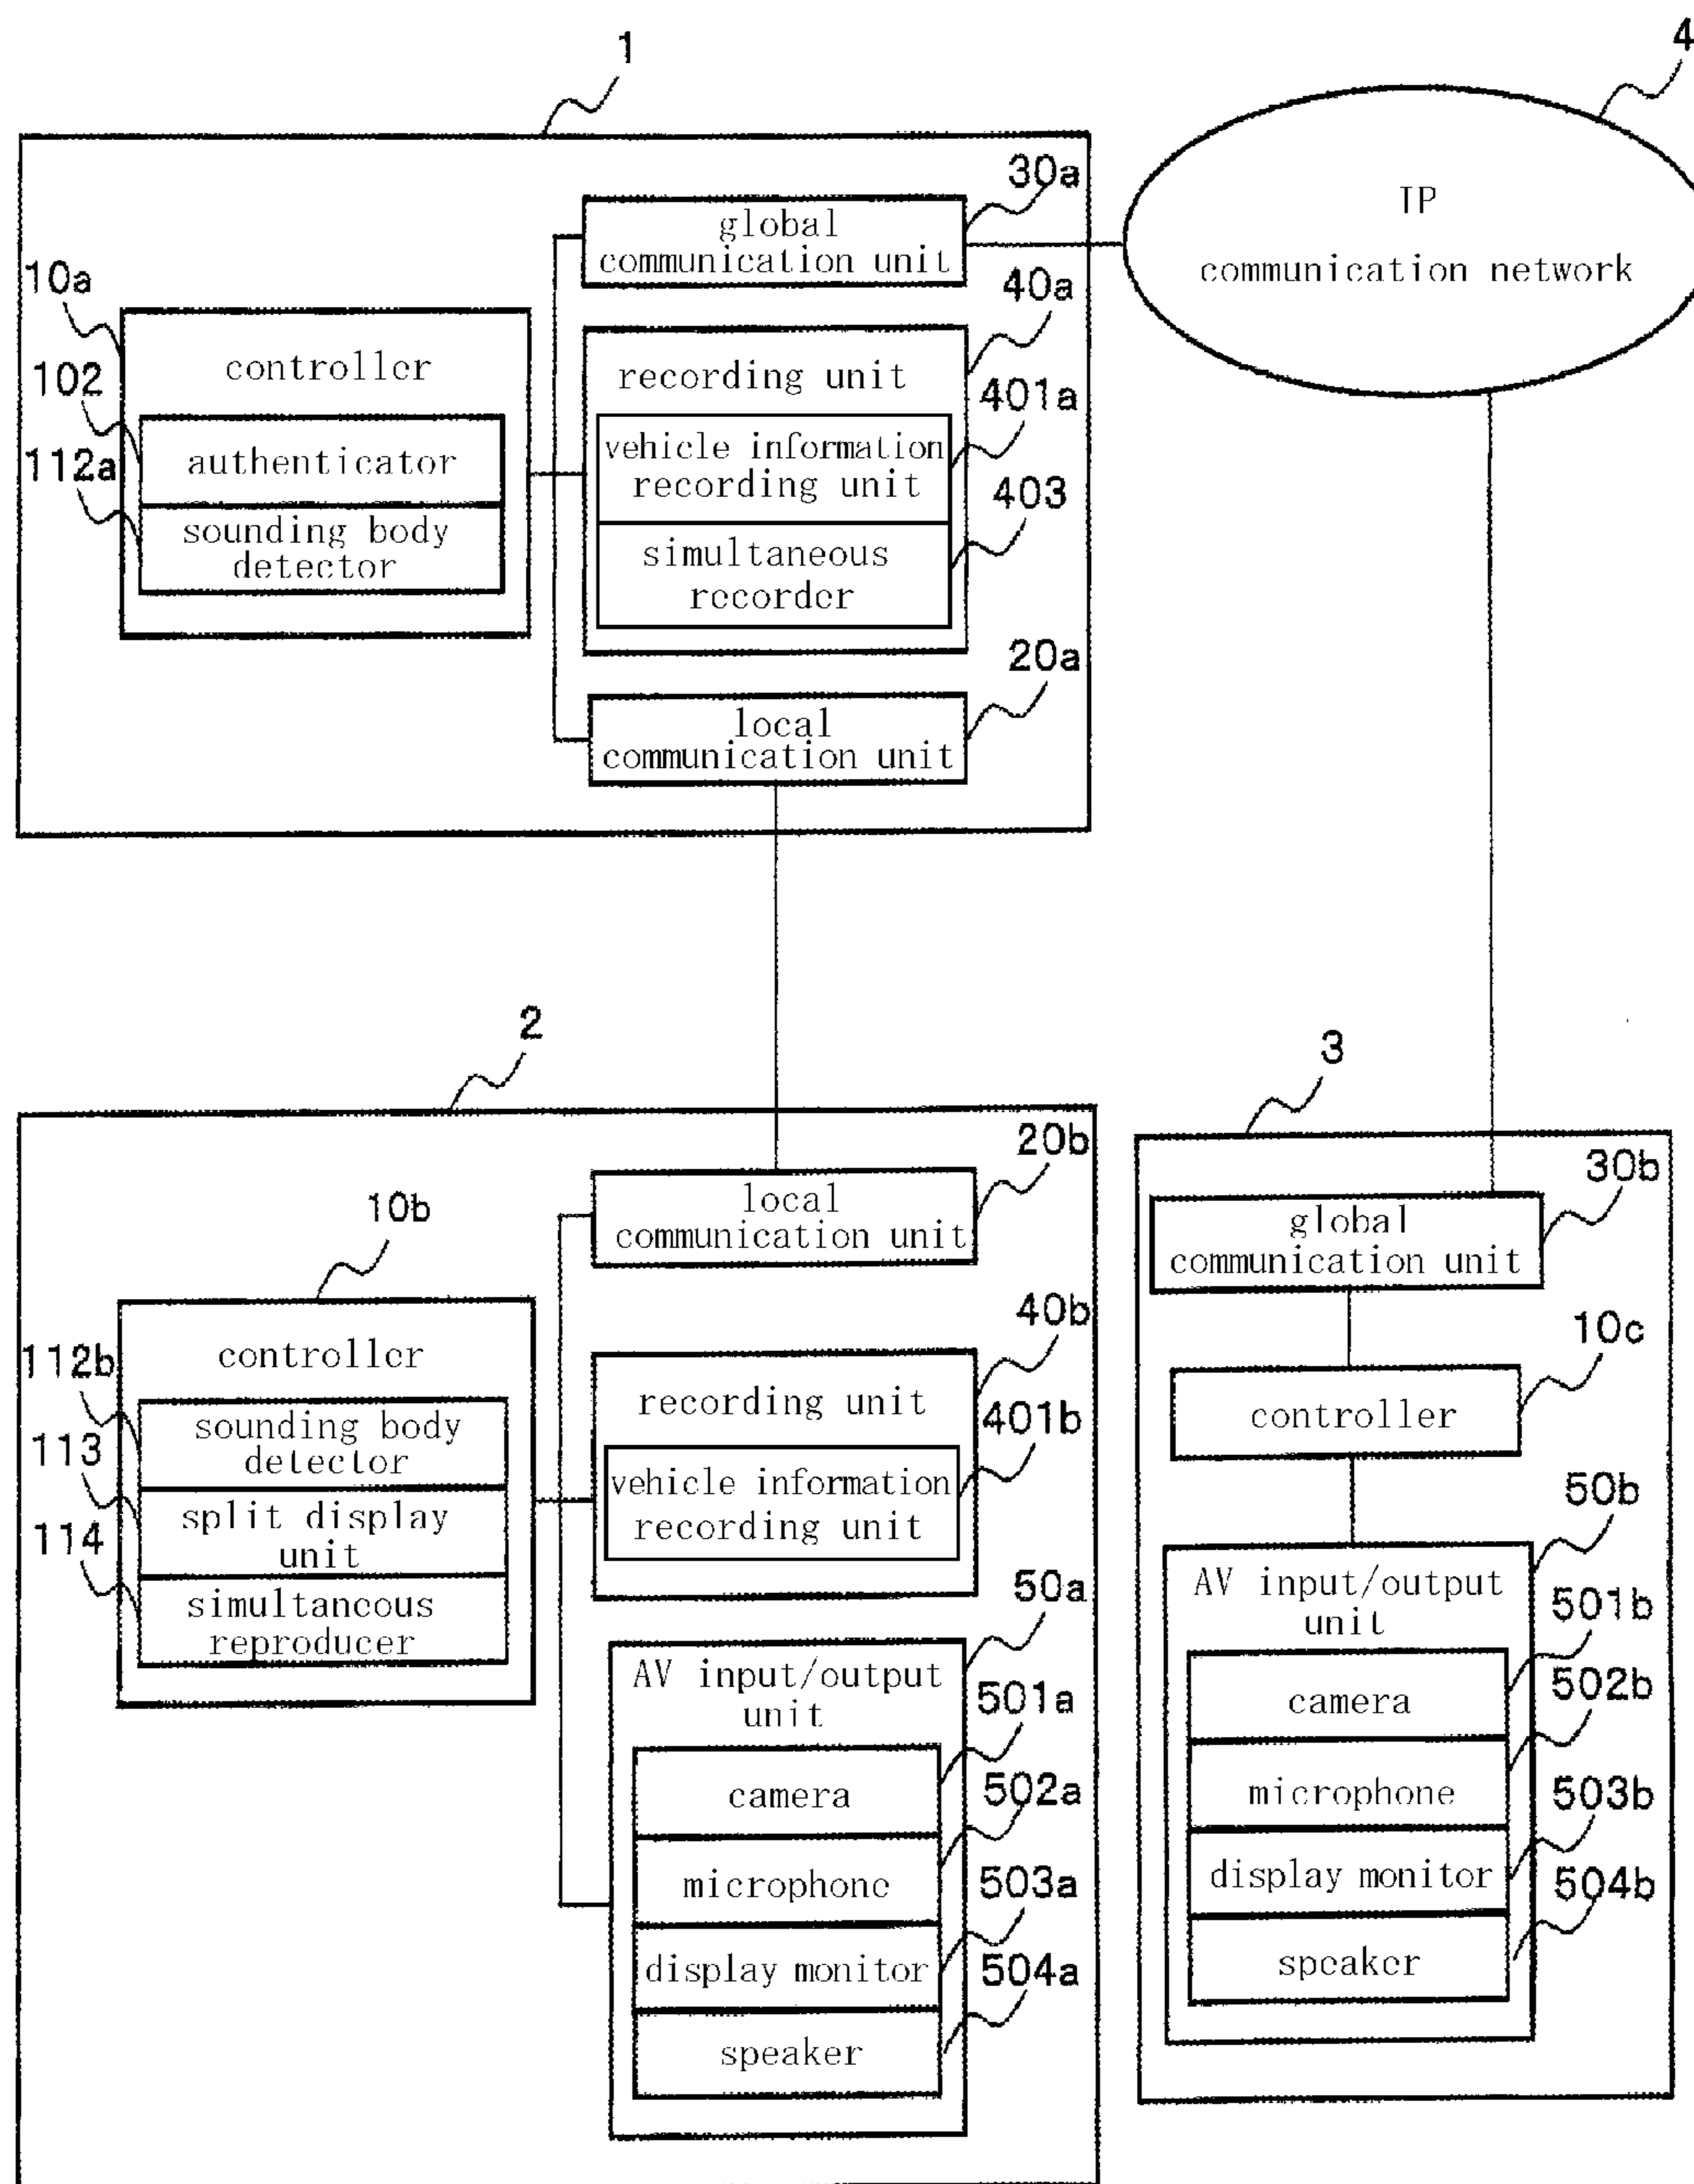 1
4
30a
global
communication unit
IP
communication network
10a
40a
controller
recording unit
102
401a
authenticator
vehicle information
recording unit
112a
403
sounding body
detector
simultaneous
recorder
20a
local
communication unit
2
3
20b
local
communication unit
30b
global
communication unit
10b
40b
10c
controller
recording unit
controller
112b
401b
sounding body
detector
vehicle information
recording unit
113
split display
unit
50b
114
50a
simultaneous
reproducer
AV input/output
unit
501b
AV input/output
unit
501a
camera
502b
camera
502a
microphone
503b
microphone
503a
display monitor
504b
display monitor
504a
speaker
speaker